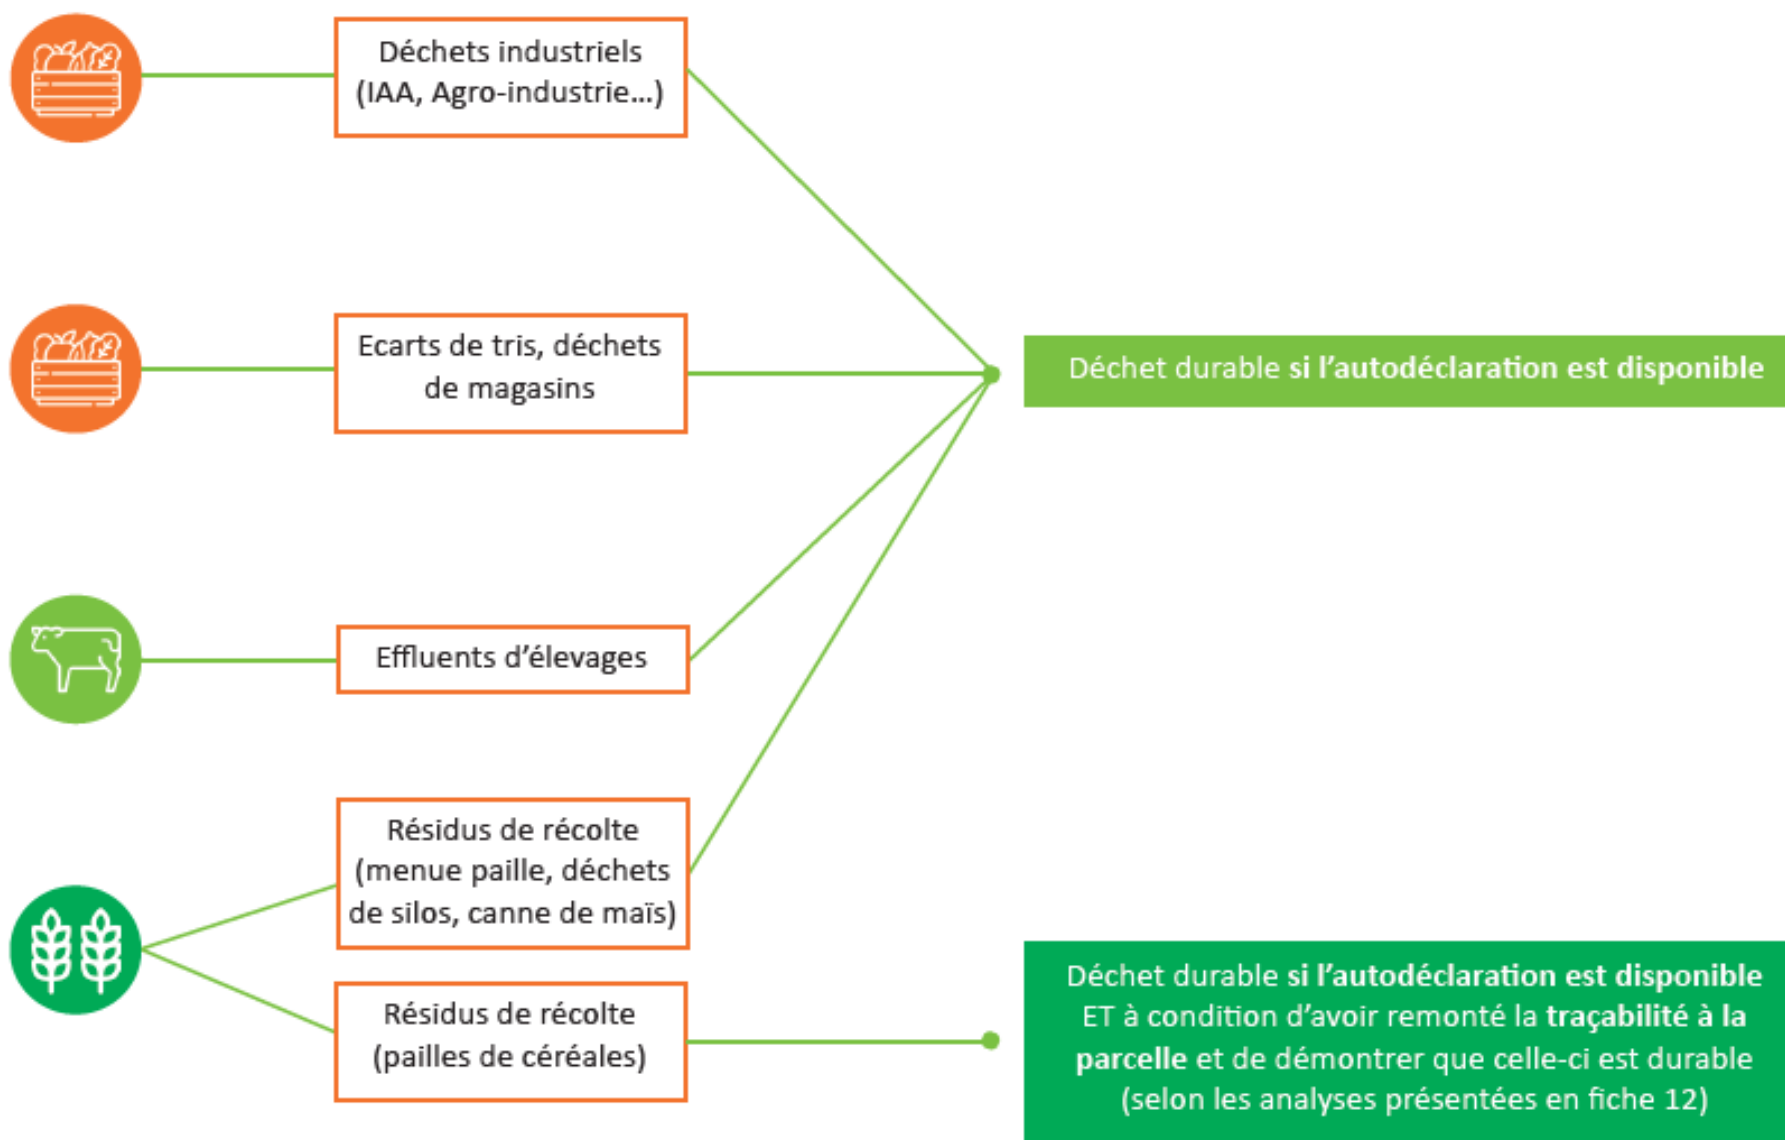 Déchets industriels
(IAA, Agro-industrie...)
Ecarts de tris, déchets
de magasins
Déchet durable si l’autodéclaration est disponible
Effluents d’élevages
Résidus de récolte
(menue paille, déchets
de silos, canne de maïs)
Résidus de récolte
(pailles de céréales)
Déchet durable si l’autodéclaration est disponible
ET à condition d’avoir remonté la traçabilité à la
parcelle et de démontrer que celle-ci est durable
(selon les analyses présentées en fiche 12)